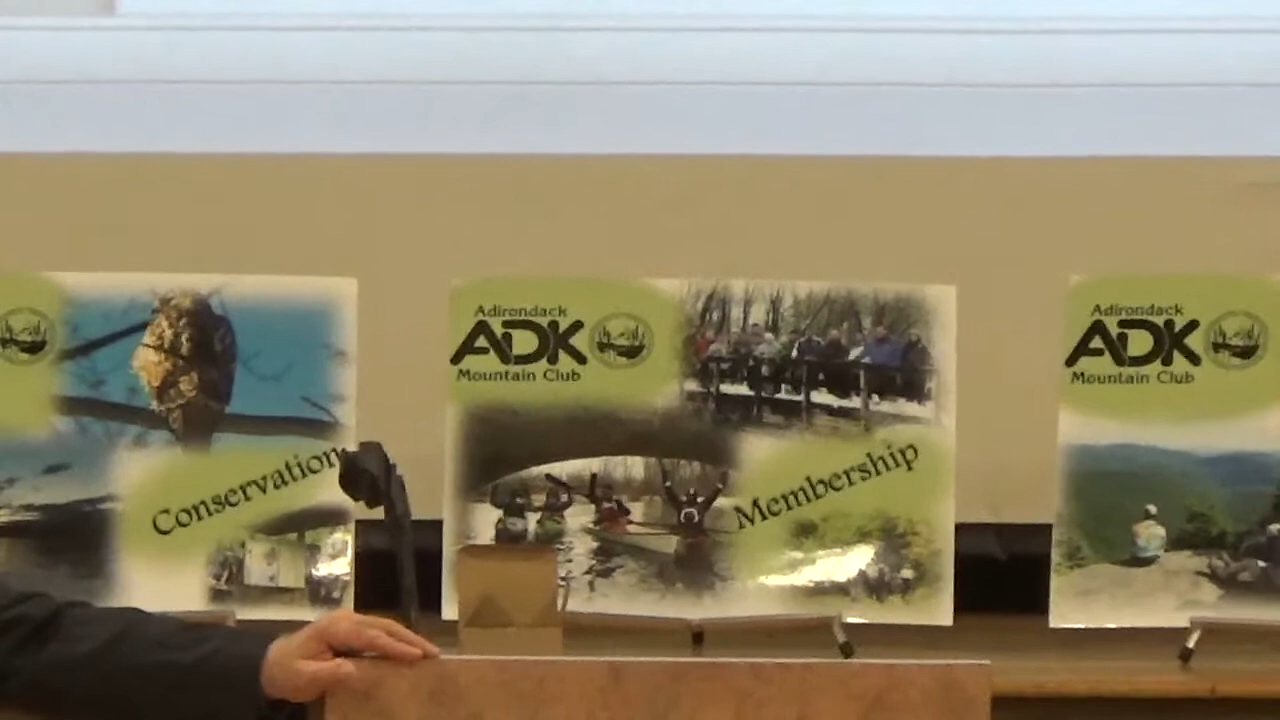 Conservation
Adirondack
ADK
Mountain Club
Membership
Adirondack
ADK
Mountain Club